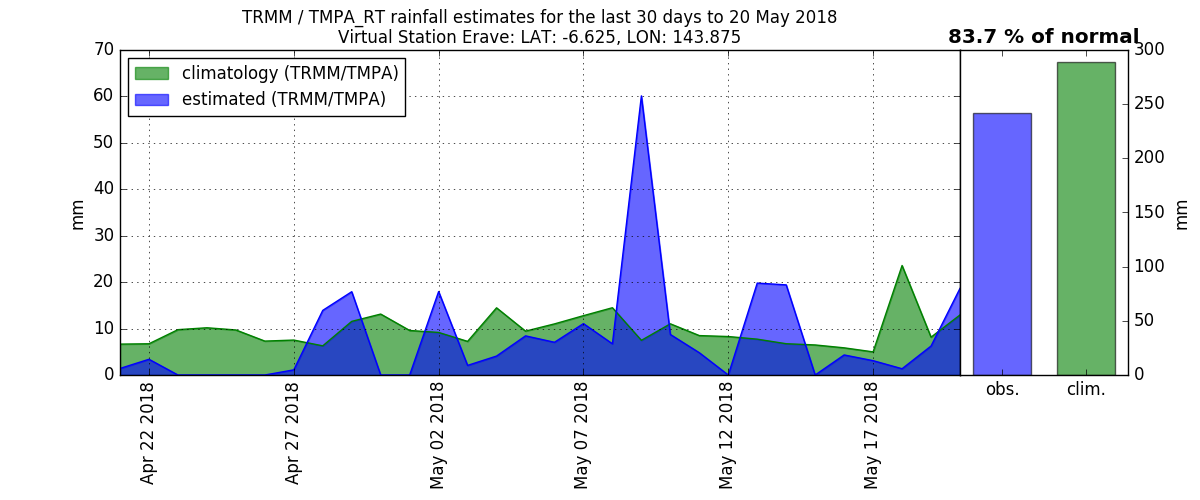 TRMM / TMPA_RT rainfall estimates for the last 30 days to 20 May 2018
Virtual Station Erave: LAT: -6.625, LON: 143.875
83.7 % of normal
climatology (TRMM/TMPA)
estimated (TRMM/TMPA)
70
60
50
40
30
20
10
0
mm
Apr 22 2018
Apr 27 2018
May 02 2018
May 07 2018
May 12 2018
May 17 2018
300
250
200
150
100
50
0
mm
obs.
clim.